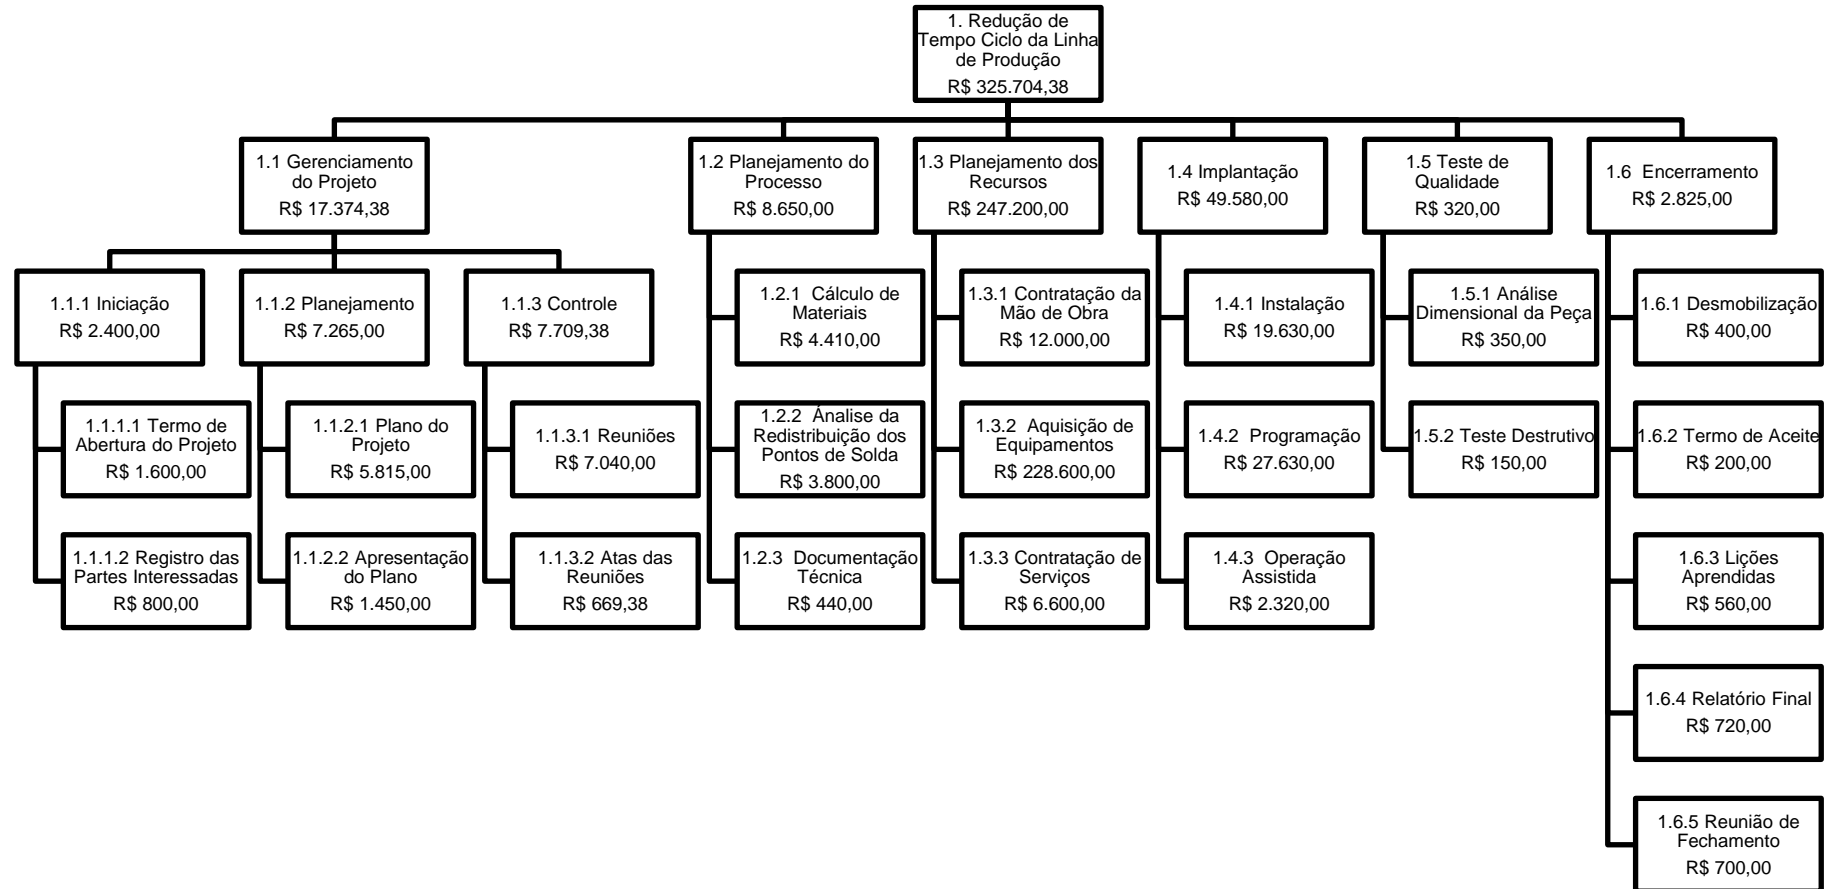 1. Redução de
Tempo Ciclo da Linha
de Produção
R$ 325.704,38
1.1 Gerenciamento
do Projeto
R$ 17.374,38
1.2 Planejamento do
Processo
R$ 8.650,00
1.3 Planejamento dos
Recursos
R$ 247.200,00
1.4 Implantação
R$ 49.580,00
1.5 Teste de
Qualidade
R$ 320,00
1.6 Encerramento
R$ 2.825,00
1.1.1 Iniciação
R$ 2.400,00
1.1.2 Planejamento
R$ 7.265,00
1.1.3 Controle
R$ 7.709,38
1.2.1 Cálculo de
Materiais
R$ 4.410,00
1.3.1 Contratação da
Mão de Obra
R$ 12.000,00
1.4.1 Instalação
R$ 19.630,00
1.5.1 Análise
Dimensional da Peça
R$ 350,00
1.6.1 Desmobilização
R$ 400,00
1.1.1.1 Termo de
Abertura do Projeto
R$ 1.600,00
1.1.2.1 Plano do
Projeto
R$ 5.815,00
1.1.3.1 Reuniões
R$ 7.040,00
1.2.2 Ánalise da
Redistribuição dos
Pontos de Solda
R$ 3.800,00
1.3.2 Aquisição de
Equipamentos
R$ 228.600,00
1.4.2 Programação
R$ 27.630,00
1.5.2 Teste Destrutivo
R$ 150,00
1.6.2 Termo de Aceite
R$ 200,00
1.1.1.2 Registro das
Partes Interessadas
R$ 800,00
1.1.2.2 Apresentação
do Plano
R$ 1.450,00
1.1.3.2 Atas das
Reuniões
R$ 669,38
1.2.3 Documentação
Técnica
R$ 440,00
1.3.3 Contratação de
Serviços
R$ 6.600,00
1.4.3 Operação
Assistida
R$ 2.320,00
1.6.3 Lições
Aprendidas
R$ 560,00
1.6.4 Relatório Final
R$ 720,00
1.6.5 Reunião de
Fechamento
R$ 700,00